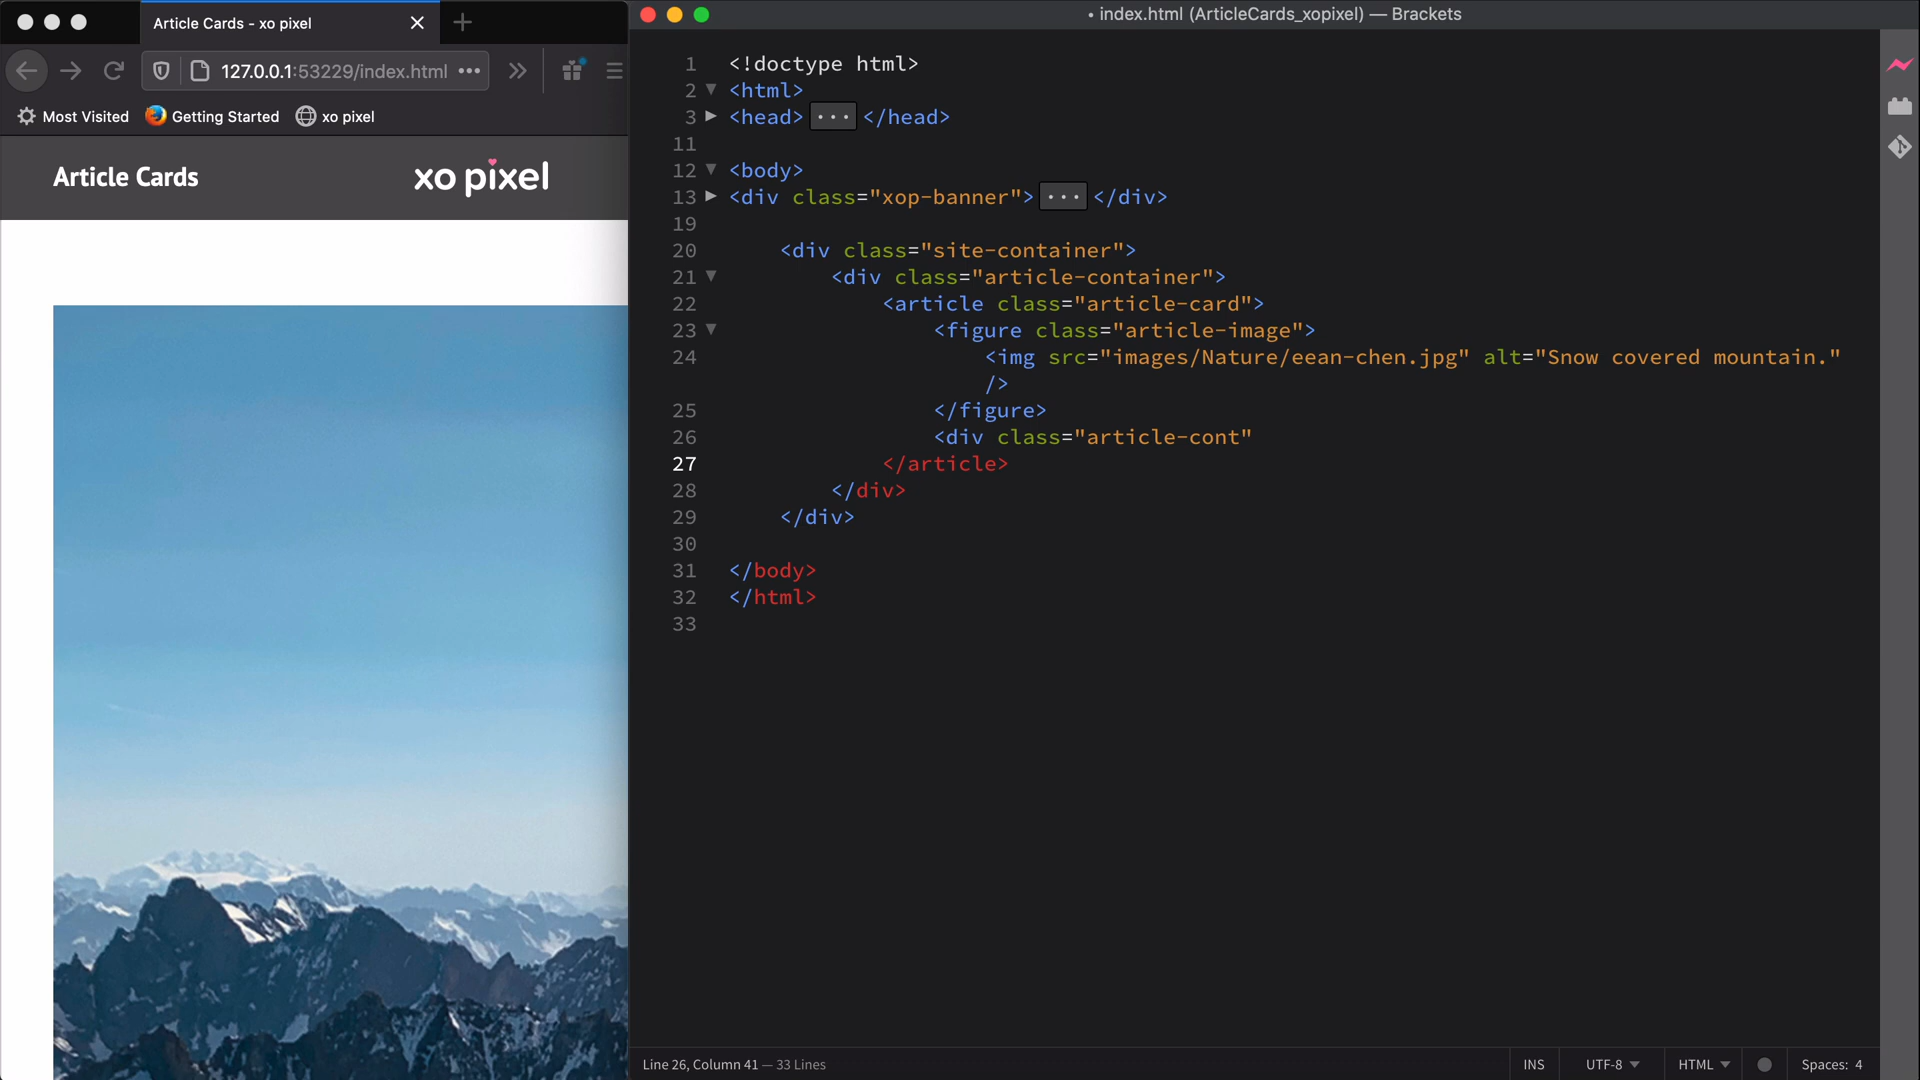 Article Cards - xo pixel
127.0.0.1:53229/index.html
Most Visited Getting Started xo pixel
Article Cards xo pixel
• index.html (ArticleCards_xopixel) — Brackets
1 <!doctype html>
2 <html>
3 <head> ... </head>
11
12 <body>
13 <div class="xop-banner"> ... </div>
19
20 <div class="site-container">
21 <div class="article-container">
22 <article class="article-card">
23 <figure class="article-image">
24 <img src="images/Nature/eean-chen.jpg" alt="Snow covered mountain."
/>
25 </figure>
26 <div class="article-cont"
27 </article>
28 </div>
29 </div>
30
31 </body>
32 </html>
33
Line 26, Column 41 — 33 Lines
INS UTF-8 HTML Spaces: 4